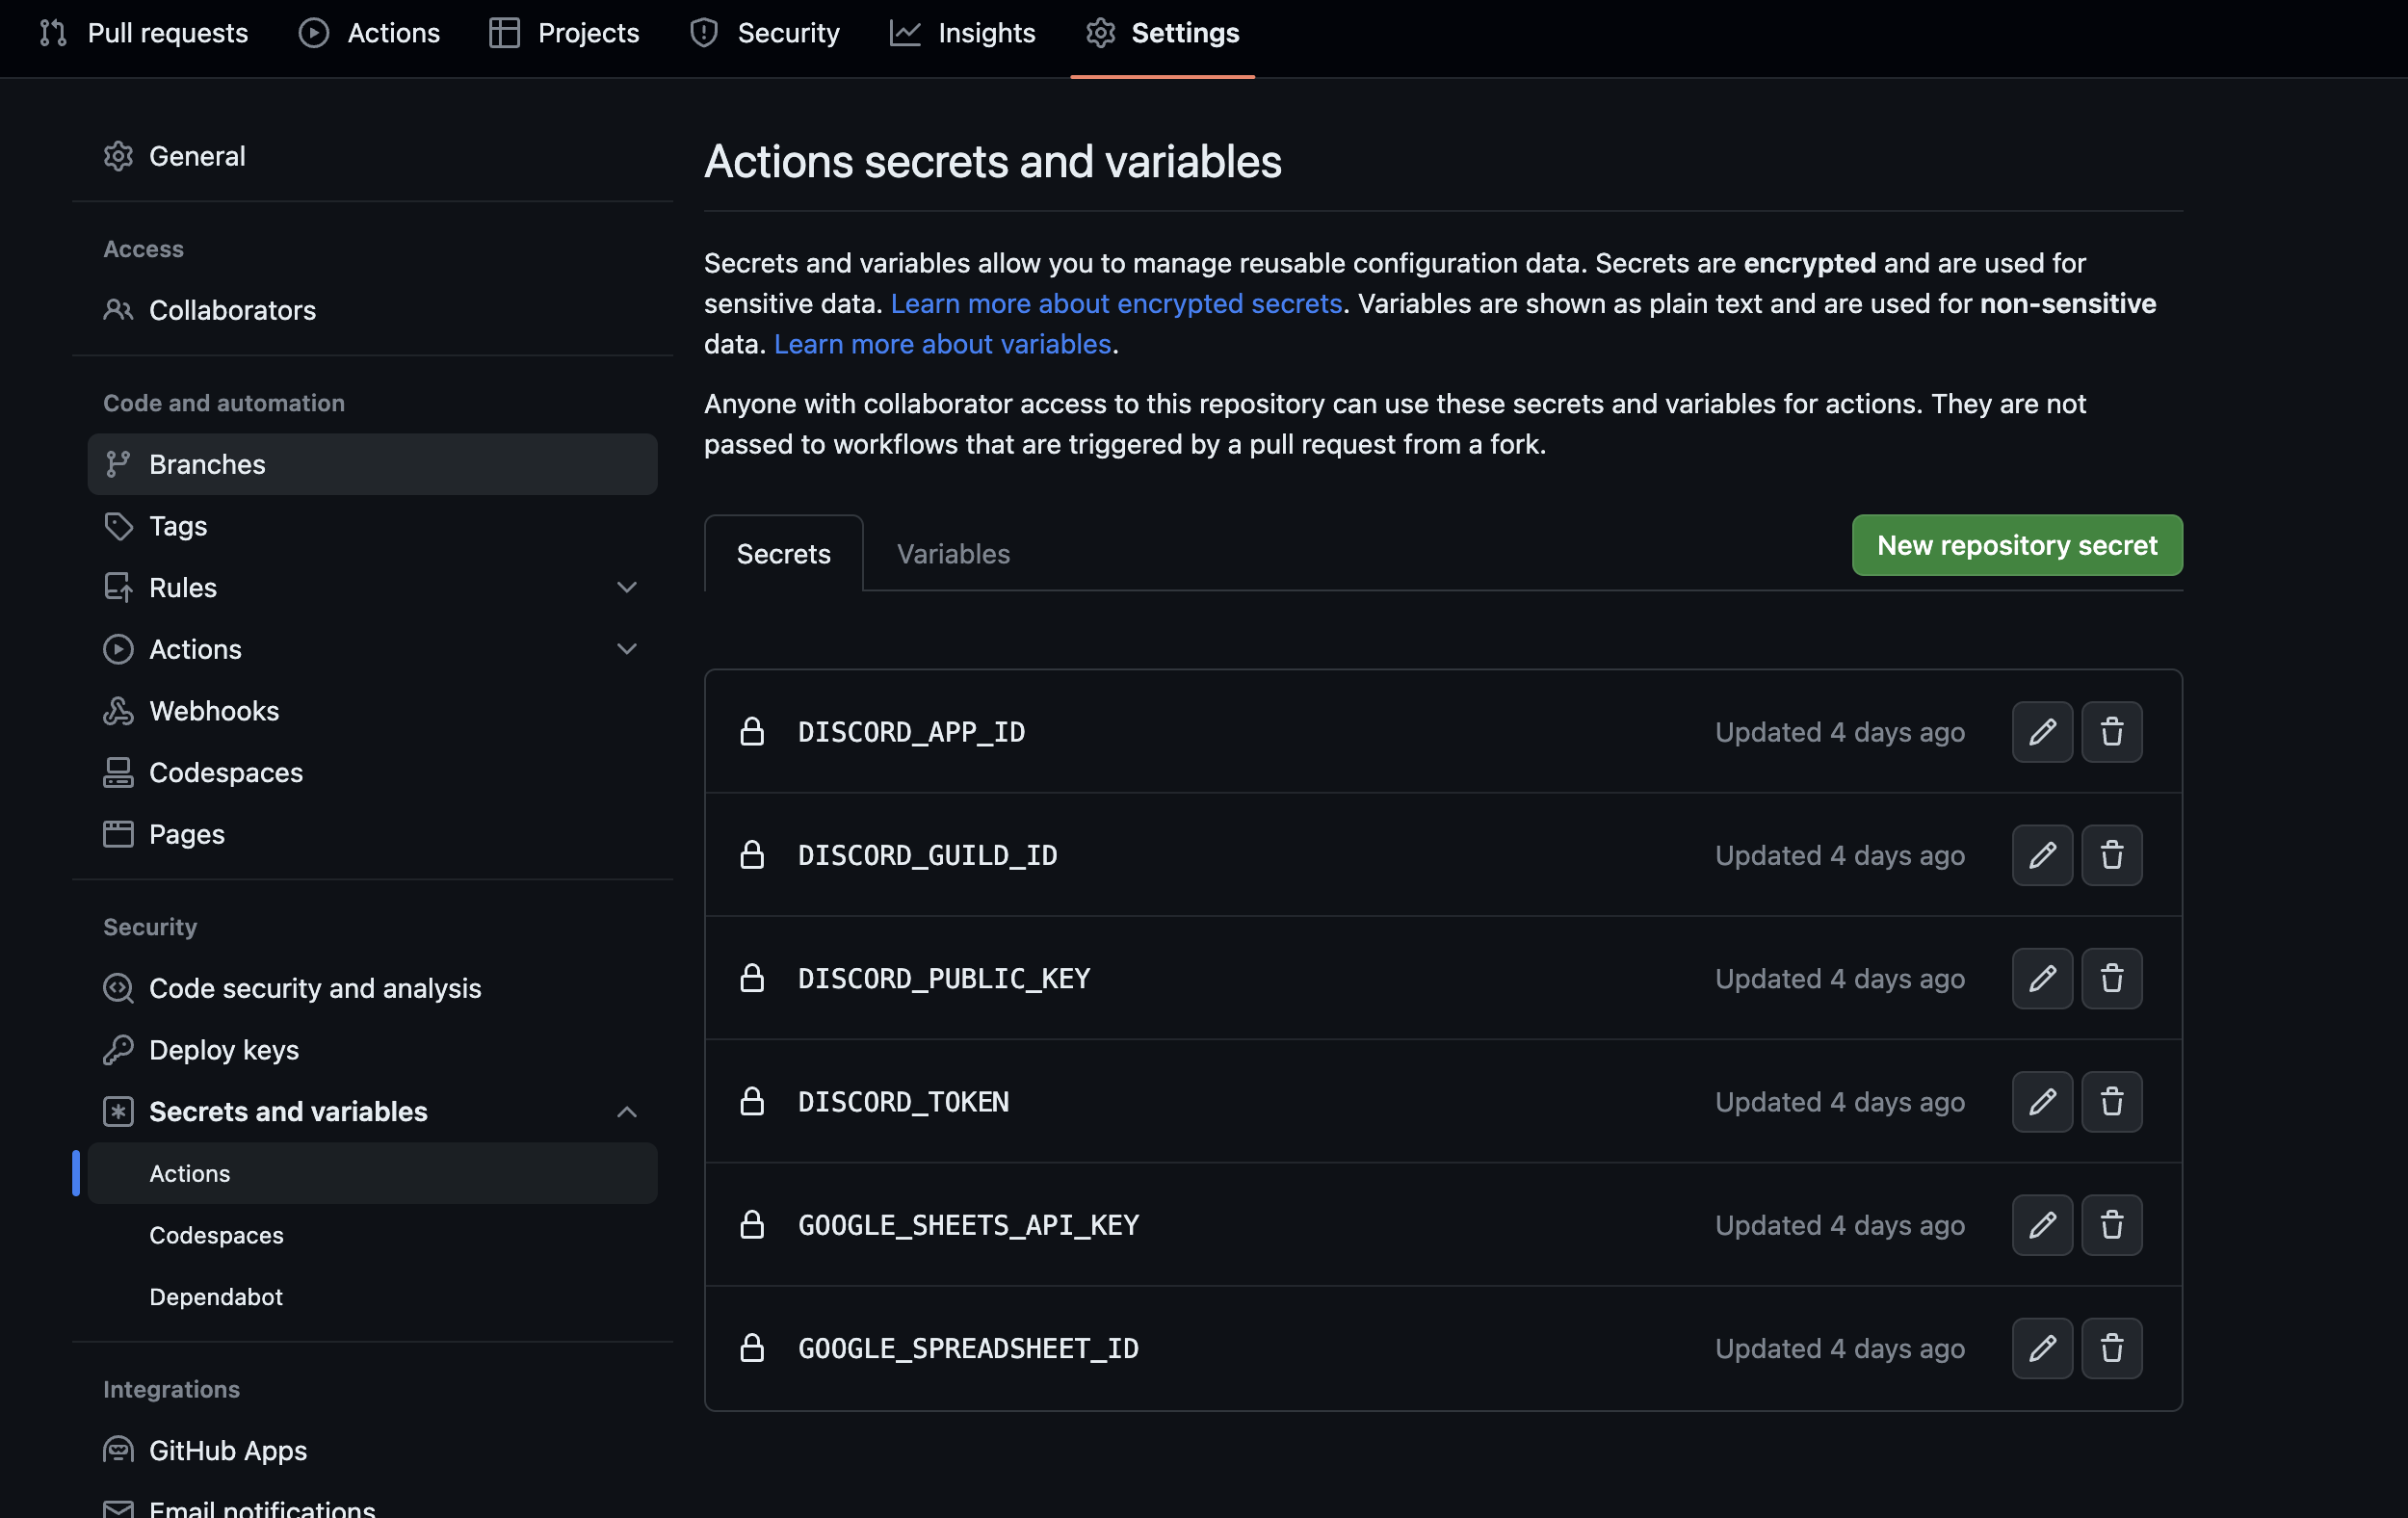 Pull requests
Actions
Projects
Security
Insights
Settings
General
Access
Collaborators
Code and automation
Branches
Tags
Rules
Actions
Webhooks
Codespaces
Pages
Security
Code security and analysis
Deploy keys
Secrets and variables
Actions
Codespaces
Dependabot
Integrations
GitHub Apps
Email notifications
Actions secrets and variables
Secrets and variables allow you to manage reusable configuration data. Secrets are encrypted and are used for
sensitive data. Learn more about encrypted secrets. Variables are shown as plain text and are used for non-sensitive
data. Learn more about variables.
Anyone with collaborator access to this repository can use these secrets and variables for actions. They are not
passed to workflows that are triggered by a pull request from a fork.
Secrets
Variables
New repository secret
DISCORD_APP_ID
Updated 4 days ago
DISCORD_GUILD_ID
Updated 4 days ago
DISCORD_PUBLIC_KEY
Updated 4 days ago
DISCORD_TOKEN
Updated 4 days ago
GOOGLE_SHEETS_API_KEY
Updated 4 days ago
GOOGLE_SPREADSHEET_ID
Updated 4 days ago